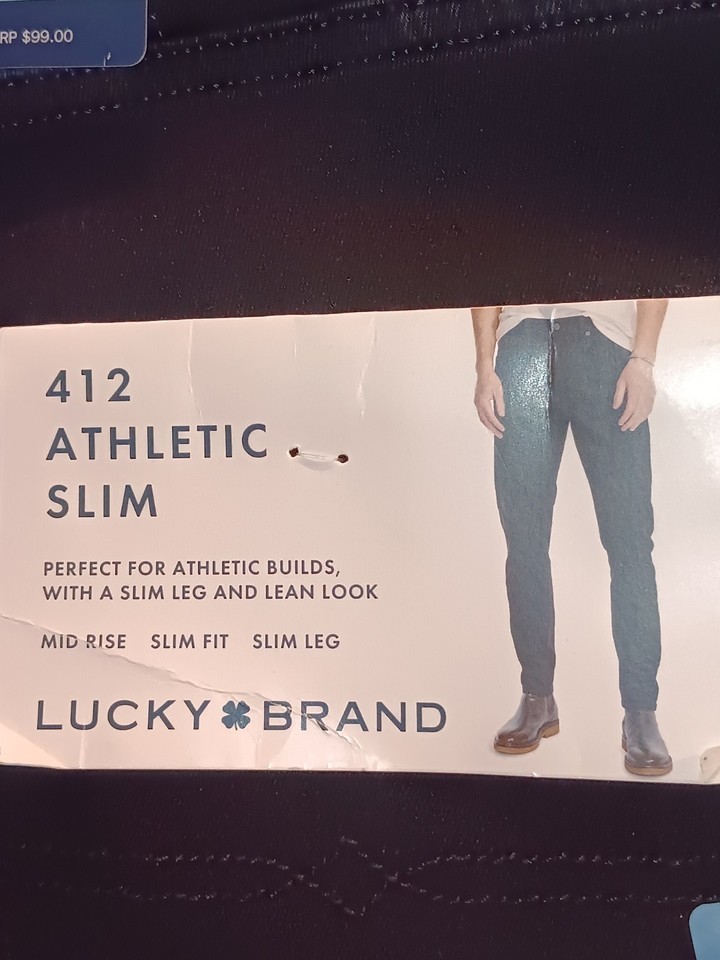 RP $99.00
412
ATHLETIC
SLIM
PERFECT FOR ATHLETIC BUILDS,
WITH A SLIM LEG AND LEAN LOOK
MID RISE SLIM FIT SLIM LEG
LUCKY BRAND